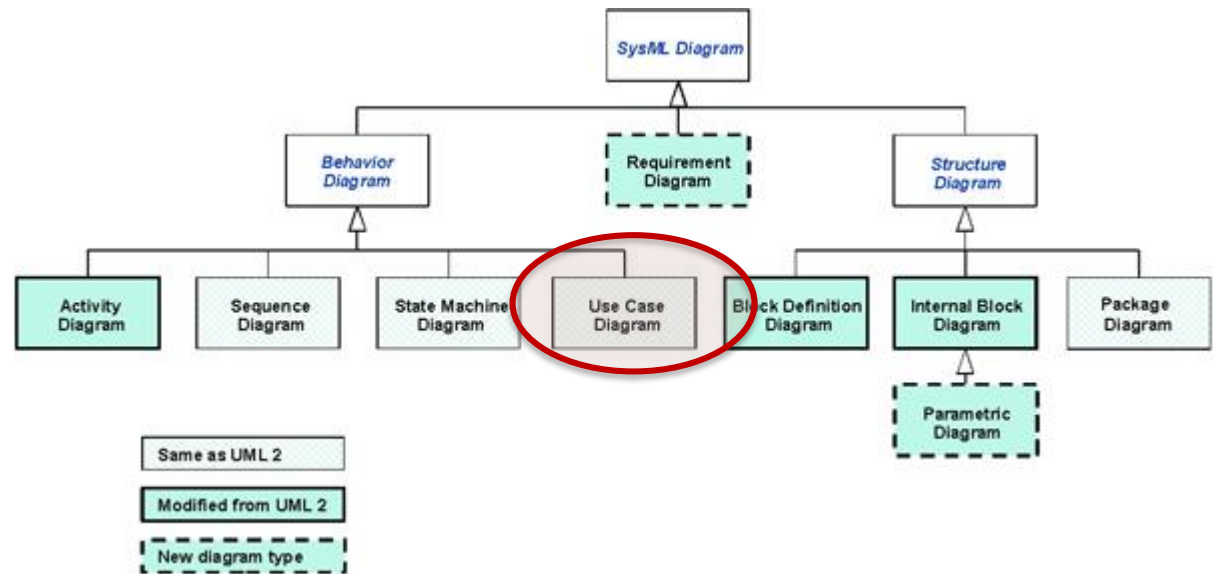 SysML Diagram
Behavior
Diagram
Requirement
Diagram
Structure
Diagram
Activity
Diagram
Sequence
Diagram
State Machine
Diagram
Use Case
Diagram
Block Definition
Diagram
Internal Block
Diagram
Package
Diagram
Parametric
Diagram
Same as UML 2
Modified from UML 2
New diagram type